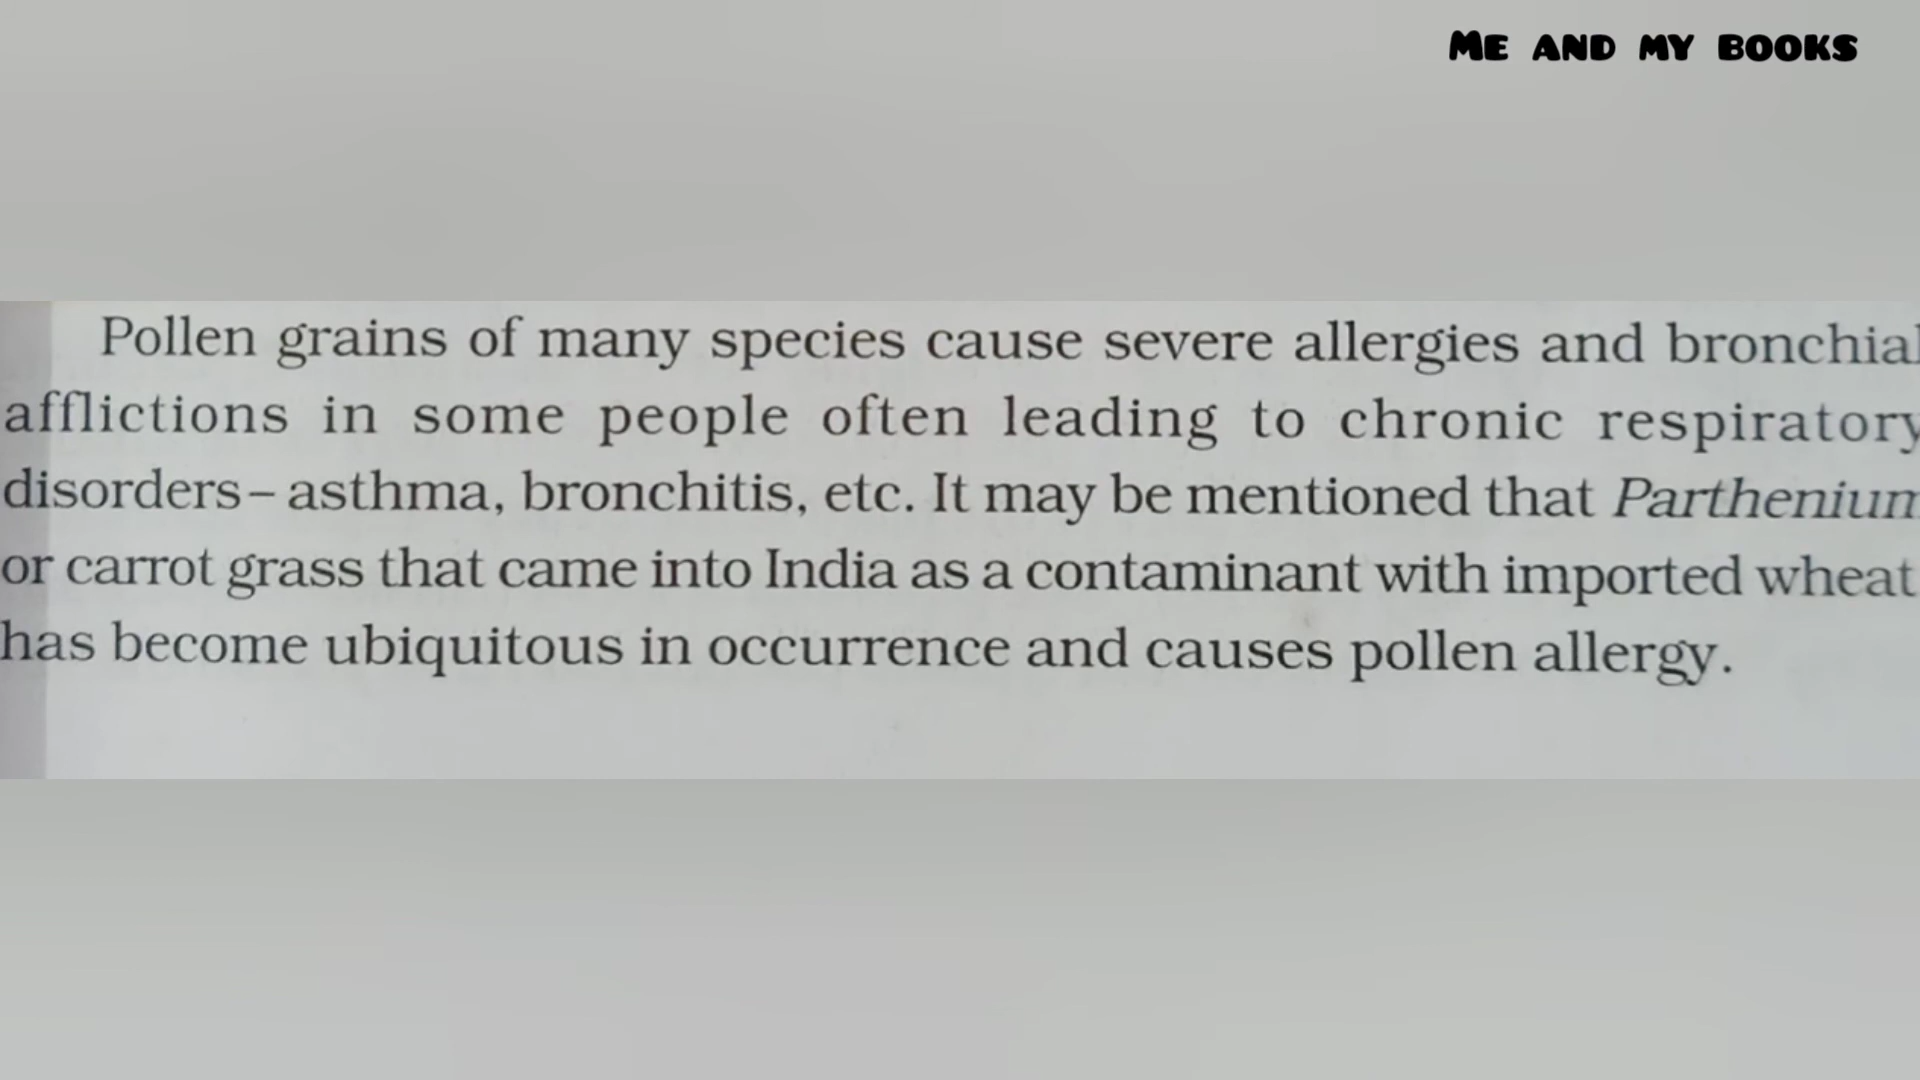 ME AND MY BOOKS
Pollen grains of many species cause severe allergies and bronchial
afflictions in some people often leading to chronic respiratory
disorders – asthma, bronchitis, etc. It may be mentioned that Parthenium
or carrot grass that came into India as a contaminant with imported wheat,
has become ubiquitous in occurrence and causes pollen allergy.